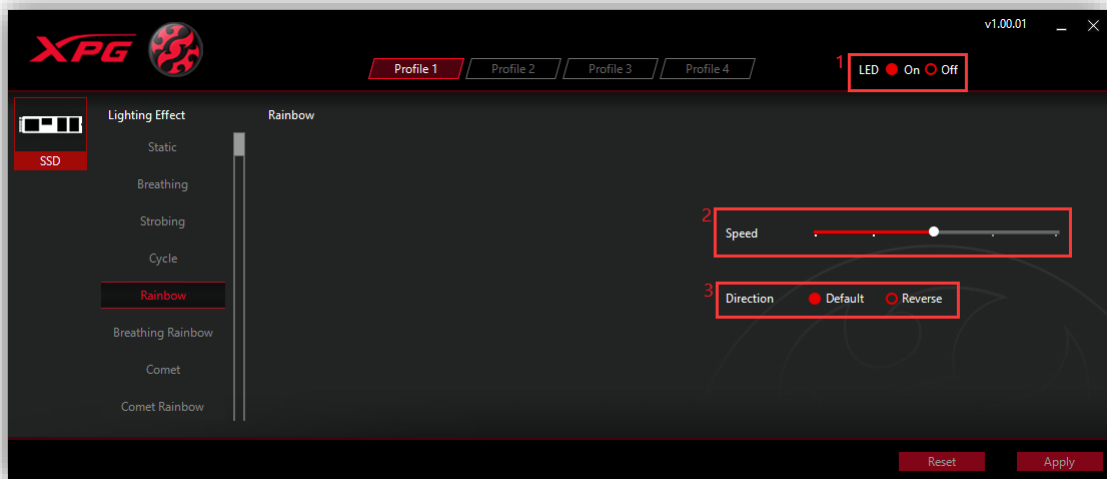 v1.00.01
XPG
Profile 1 Profile 2 Profile 3 Profile 4
1 LED On Off
SSD
Lighting Effect
Static
Breathing
Strobing
Cycle
Rainbow
Breathing Rainbow
Comet
Comet Rainbow
Rainbow
2 Speed
3 Direction Default Reverse
Reset Apply